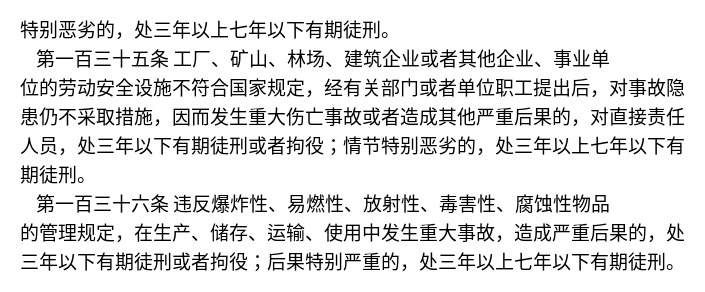 特别恶劣的，处三年以上七年以下有期徒刑。
第一百三十五条 工厂、矿山、林场、建筑企业或者其他企业、事业单
位的劳动安全设施不符合国家规定，经有关部门或者单位职工提出后，对事故隐
患仍不采取措施，因而发生重大伤亡事故或者造成其他严重后果的，对直接责任
人员，处三年以下有期徒刑或者拘役；情节特别恶劣的，处三年以上七年以下有
期徒刑。
第一百三十六条 违反爆炸性、易燃性、放射性、毒害性、腐蚀性物品
的管理规定，在生产、储存、运输、使用中发生重大事故，造成严重后果的，处
三年以下有期徒刑或者拘役；后果特别严重的，处三年以上七年以下有期徒刑。